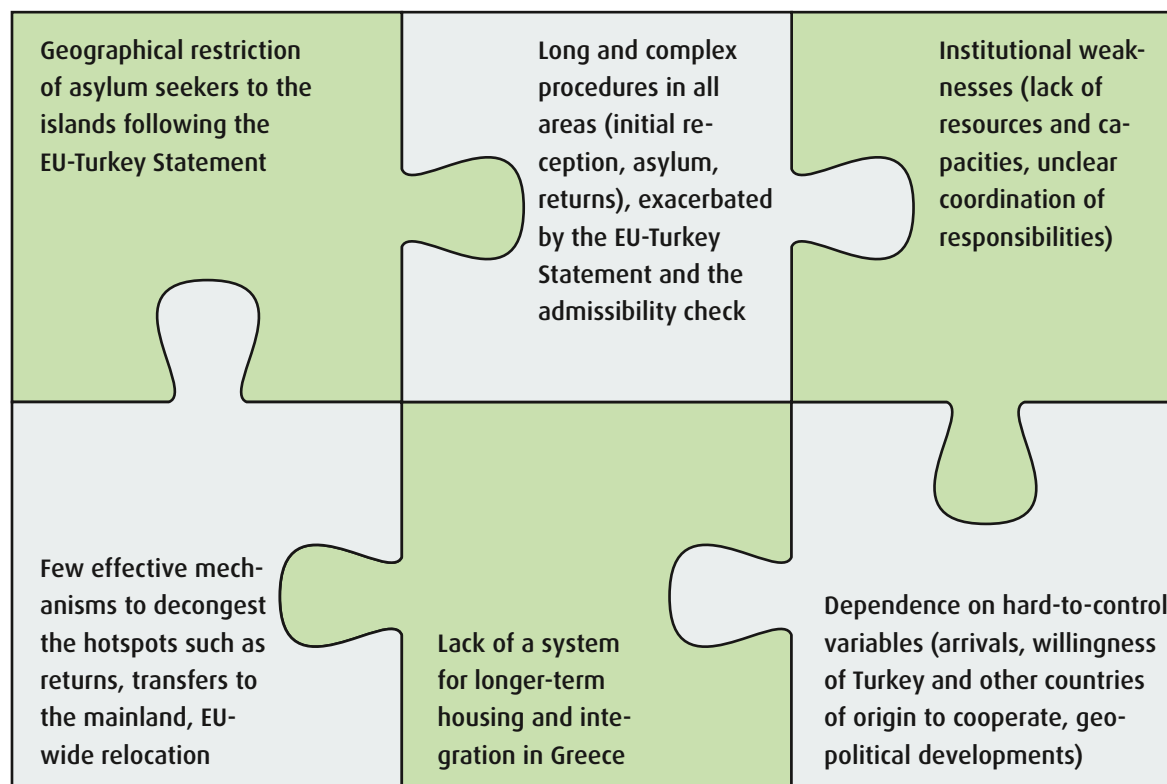 Geographical restriction
of asylum seekers to the
islands following the
EU-Turkey Statement
Long and complex
procedures in all
areas (initial re-
ception, asylum,
returns), exacerbated
by the EU-Turkey
Statement and the
admissibility check
Institutional weak-
nesses (lack of
resources and ca-
pacities, unclear
coordination of
responsibilities)
Few effective mech-
anisms to decongest
the hotspots such as
returns, transfers to
the mainland, EU-
wide relocation
Lack of a system
for longer-term
housing and inte-
gration in Greece
Dependence on hard-to-control
variables (arrivals, willingness
of Turkey and other countries
of origin to cooperate, geo-
political developments)